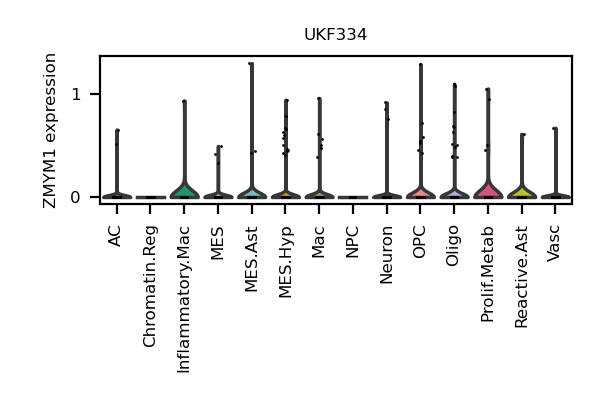 UKF334
ZMYM1 expression
1
0
AC
Chromatin.Reg
Inflammatory.Mac
MES
MES.Ast
MES.Hyp
Mac
NPC
Neuron
OPC
Oligo
Prolif.Metab
Reactive.Ast
Vasc